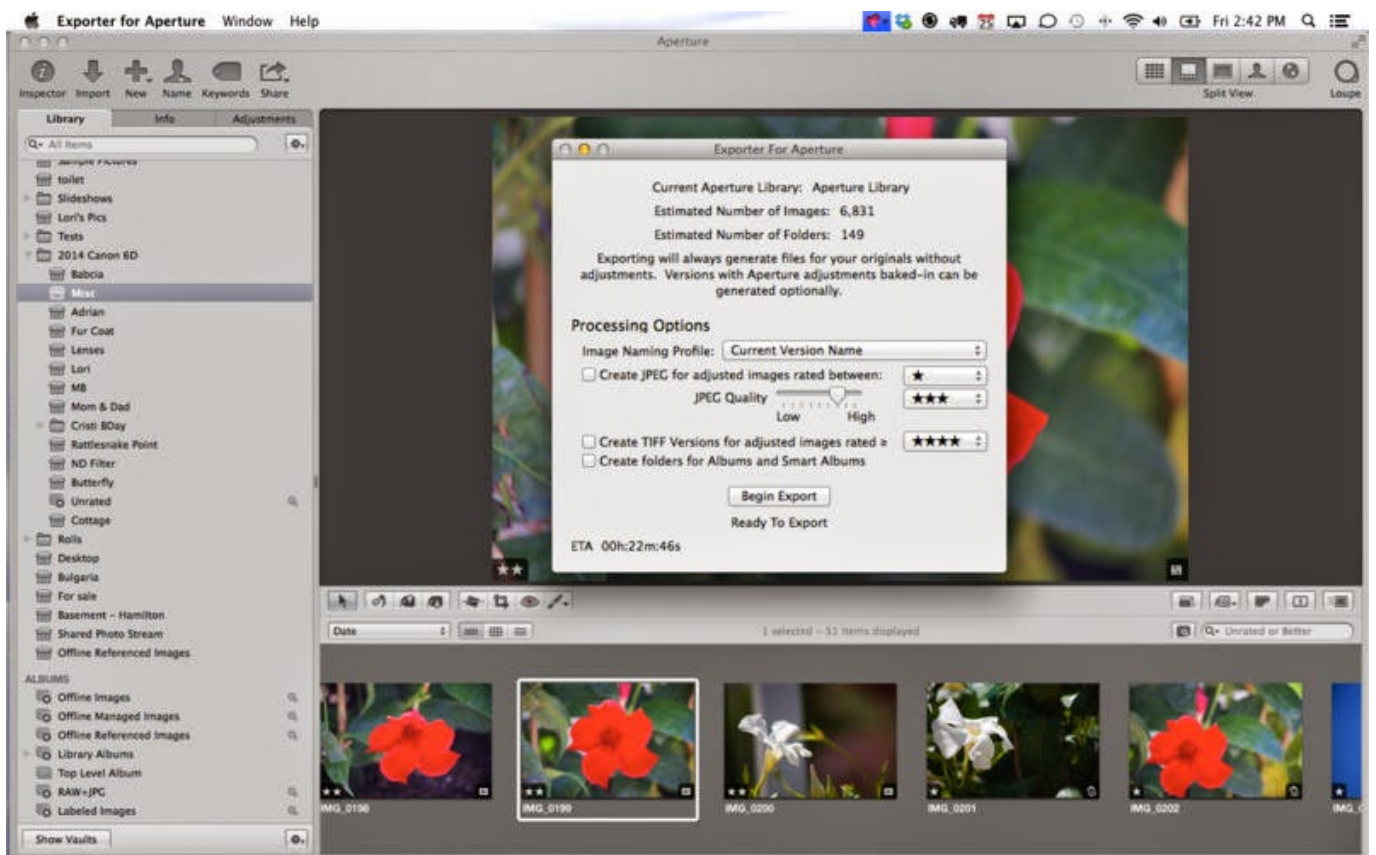 Exporter for Aperture Window Help
25
Fri 2:42 PM
Aperture
Inspector Import New Name Keywords Share
Split View
Loupe
Library Info Adjustments
All Items
Sample Pictures
toilet
Slideshows
Lori's Pics
Tests
2014 Canon 6D
Babcia
Misc
Adrian
Fur Coat
Lenses
Lori
MB
Mom & Dad
Cristi BDay
Rattlesnake Point
ND Filter
Butterfly
Unrated
Cottage
Rolls
Desktop
Bulgaria
For sale
Basement - Hamilton
Shared Photo Stream
Offline Referenced Images
ALBUMS
Offline Images
Offline Managed Images
Offline Referenced Images
Library Albums
Top Level Album
RAW+JPG
Labeled Images
Show Vaults
Exporter For Aperture
Current Aperture Library: Aperture Library
Estimated Number of Images: 6,831
Estimated Number of Folders: 149
Exporting will always generate files for your originals without
adjustments. Versions with Aperture adjustments baked-in can be
generated optionally.
Processing Options
Image Naming Profile: Current Version Name
Create JPEG for adjusted images rated between: ★
JPEG Quality ★★★
Low High
Create TIFF Versions for adjusted images rated ≥ ★★★★
Create folders for Albums and Smart Albums
Begin Export
Ready To Export
ETA 00h:22m:46s
Date
1 selected - 51 items displayed
Unrated or Better
IMG_0198
IMG_0199
IMG_0200
IMG_0201
IMG_0202